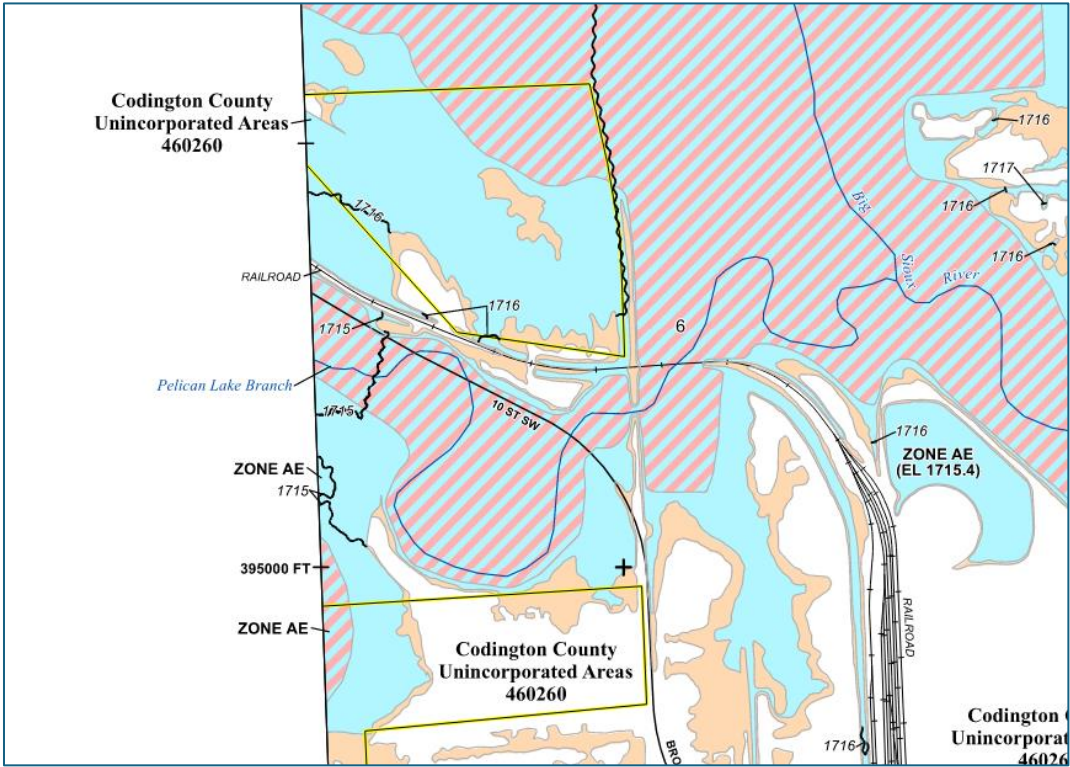 Codington County
Unincorporated Areas
460260
1716
1717
1716
1716
1716
Big
Sioux
River
RAILROAD
1716
1715
6
Pelican Lake Branch
1715
10 ST SW
1716
ZONE AE
(EL 1715.4)
ZONE AE
1715
395000 FT
ZONE AE
Codington County
Unincorporated Areas
460260
RAILROAD
BRO
1716
Codington
Unincorporat
46026